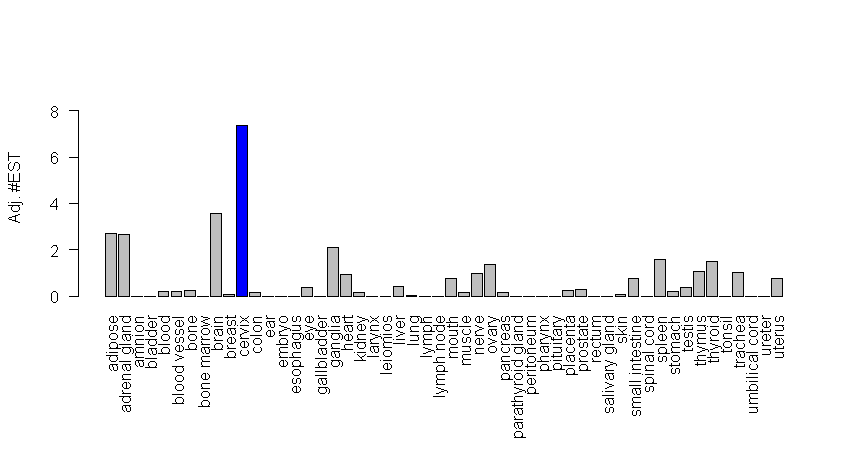 Adj. #EST
8
6
4
2
0
adipose
adrenal gland
amnion
bladder
blood
blood vessel
bone
bone marrow
brain
breast
cervix
colon
ear
embryo
esophagus
eye
gallbladder
ganglia
heart
kidney
larynx
leiomios
liver
lung
lymph
lymph node
mouth
muscle
nerve
ovary
pancreas
parathyroid gland
peritoneum
pharynx
pituitary
placenta
prostate
rectum
salivary gland
skin
small intestine
spinal cord
spleen
stomach
testis
thymus
thyroid
tonsil
trachea
umbilical cord
ureter
uterus